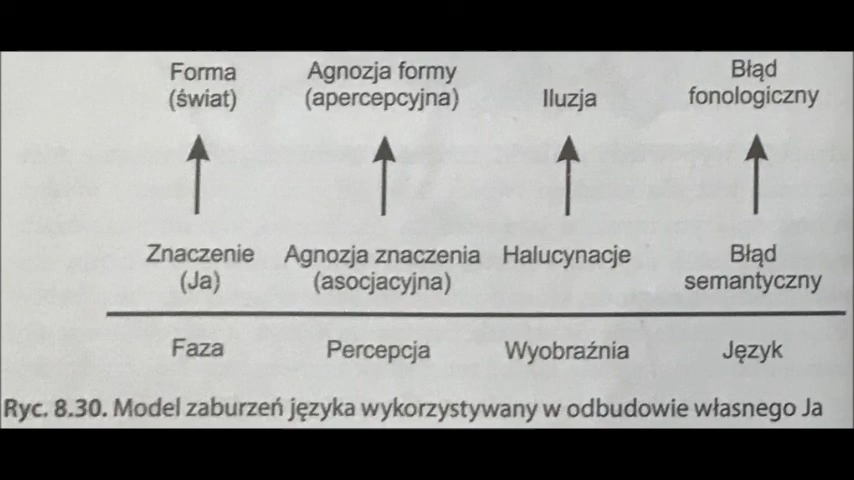 Forma Agnozja formy Błąd
(świat) (apercepcyjna) Iluzja fonologiczny
Znaczenie Agnozja znaczenia Halucynacje Błąd
(Ja) (asocjacyjna) semantyczny
Faza Percepcja Wyobraźnia Język
Ryc. 8.30. Model zaburzeń języka wykorzystywany w odbudowie własnego Ja